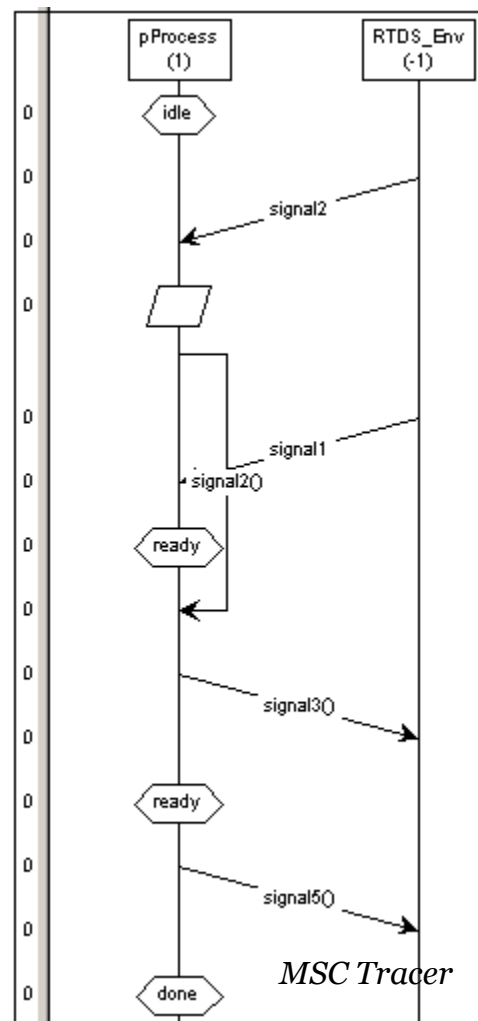 pProcess
(1)
RTDS_Env
(-1)
0
idle
0
signal2
0
0
0
signal1
0
signal2()
0
ready
0
0
signal3()
0
0
ready
0
signal5()
0
MSC Tracer
0
done